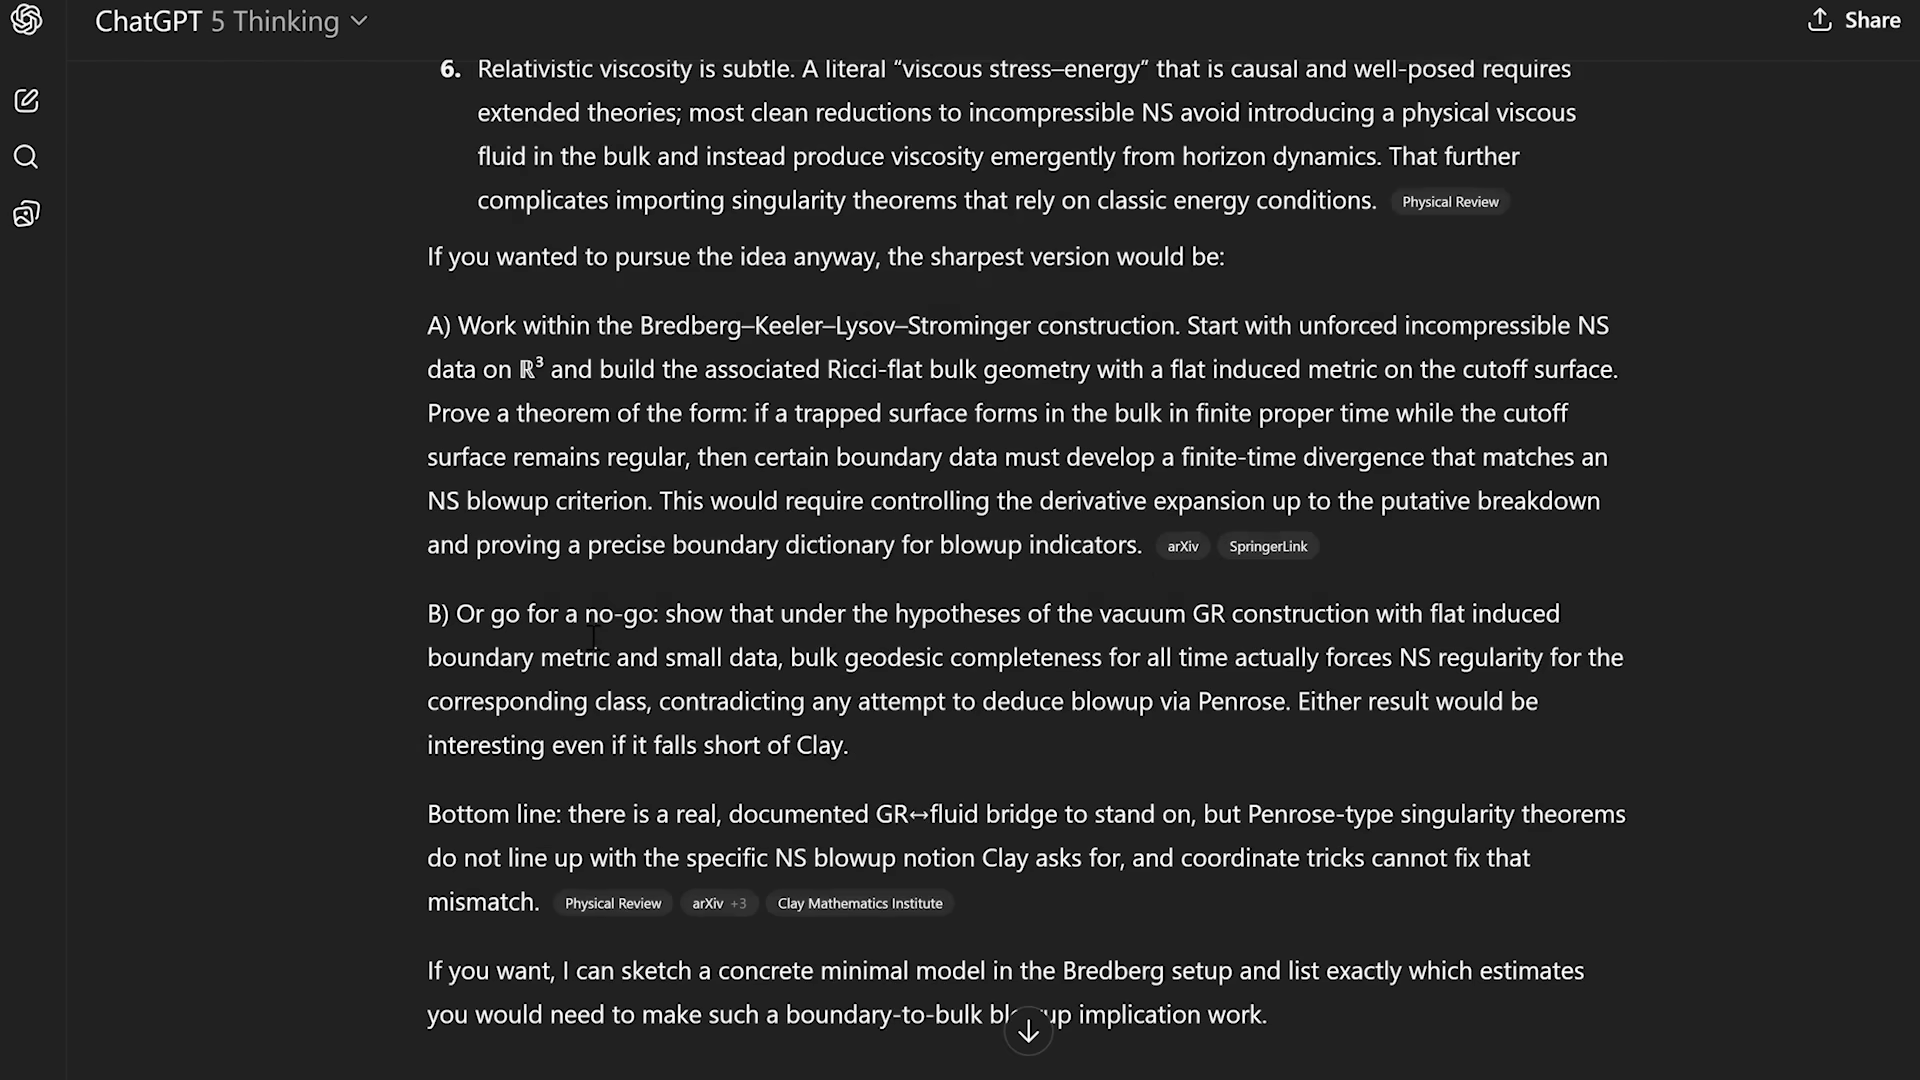 ChatGPT 5 Thinking
Share
6. Relativistic viscosity is subtle. A literal “viscous stress–energy” that is causal and well-posed requires
extended theories; most clean reductions to incompressible NS avoid introducing a physical viscous
fluid in the bulk and instead produce viscosity emergently from horizon dynamics. That further
complicates importing singularity theorems that rely on classic energy conditions. Physical Review
If you wanted to pursue the idea anyway, the sharpest version would be:
A) Work within the Bredberg–Keeler–Lysov–Strominger construction. Start with unforced incompressible NS
data on ℝ³ and build the associated Ricci-flat bulk geometry with a flat induced metric on the cutoff surface.
Prove a theorem of the form: if a trapped surface forms in the bulk in finite proper time while the cutoff
surface remains regular, then certain boundary data must develop a finite-time divergence that matches an
NS blowup criterion. This would require controlling the derivative expansion up to the putative breakdown
and proving a precise boundary dictionary for blowup indicators. arXiv SpringerLink
B) Or go for a no-go: show that under the hypotheses of the vacuum GR construction with flat induced
boundary metric and small data, bulk geodesic completeness for all time actually forces NS regularity for the
corresponding class, contradicting any attempt to deduce blowup via Penrose. Either result would be
interesting even if it falls short of Clay.
Bottom line: there is a real, documented GR↔fluid bridge to stand on, but Penrose-type singularity theorems
do not line up with the specific NS blowup notion Clay asks for, and coordinate tricks cannot fix that
mismatch. Physical Review arXiv +3 Clay Mathematics Institute
If you want, I can sketch a concrete minimal model in the Bredberg setup and list exactly which estimates
you would need to make such a boundary-to-bulk implication work.